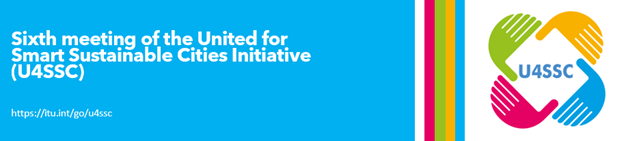 Sixth meeting of the United for
Smart Sustainable Cities Initiative
(U4SSC)
https://itu.int/go/u4ssc
U4SSC